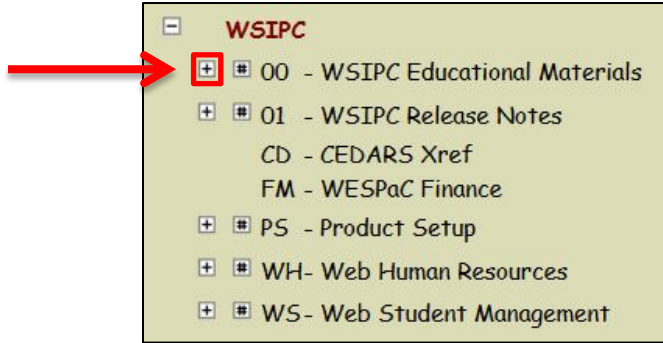 WSIPC
00 - WSIPC Educational Materials
01 - WSIPC Release Notes
CD - CEDARS Xref
FM - WESPaC Finance
PS - Product Setup
WH- Web Human Resources
WS- Web Student Management